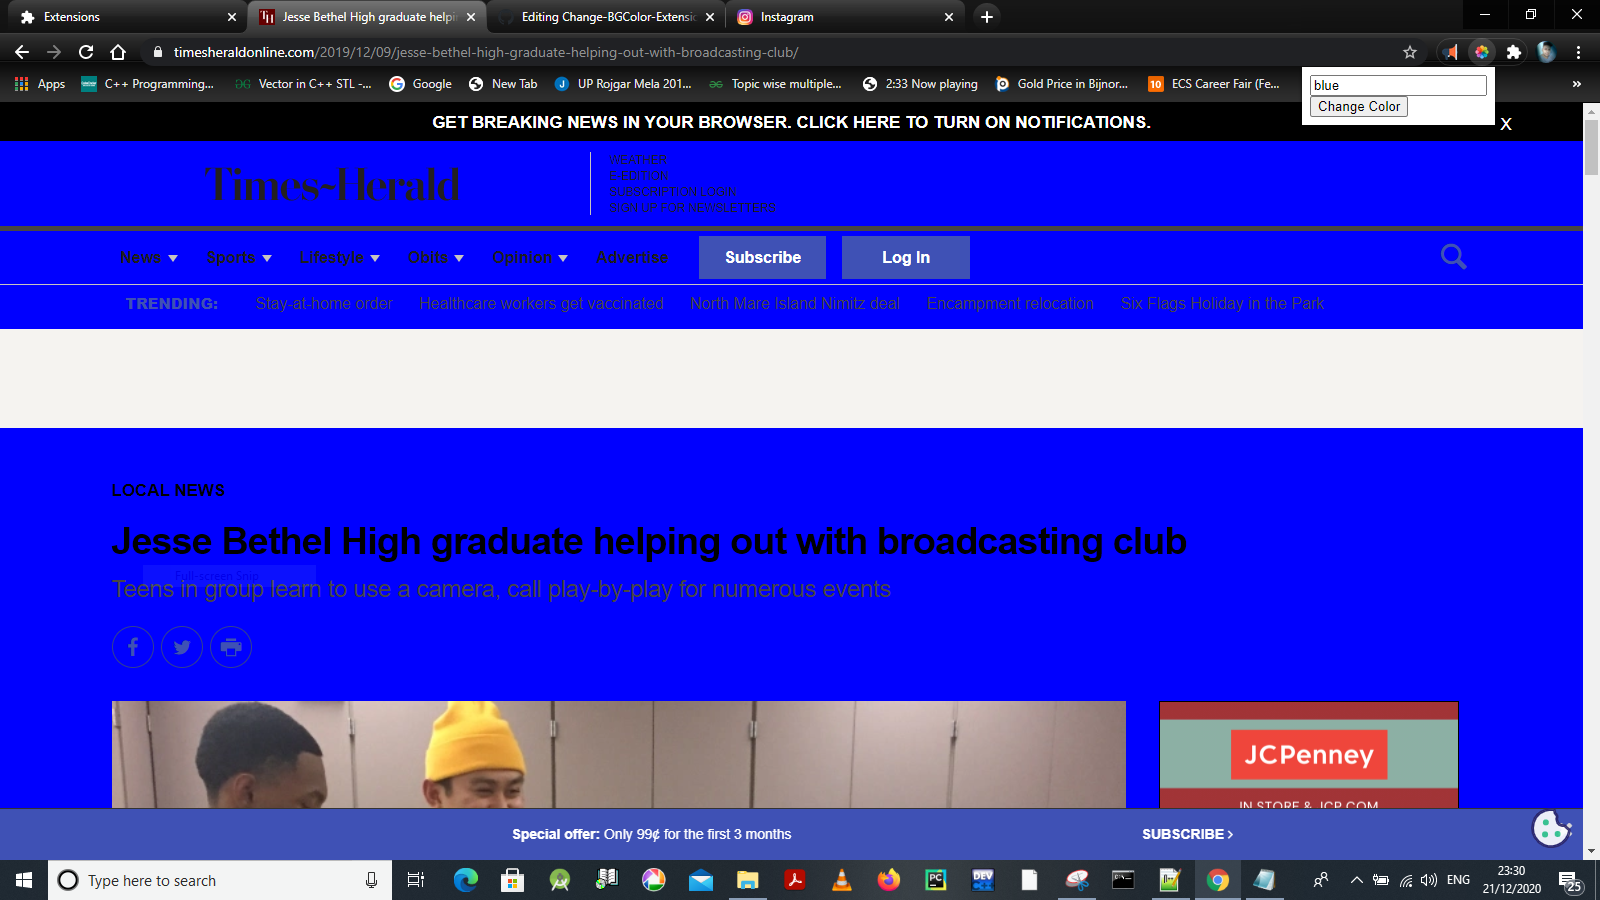 Extensions
Jesse Bethel High graduate helpi
Editing Change-BGColor-Extensi
Instagram
timesheraldonline.com/2019/12/09/jesse-bethel-high-graduate-helping-out-with-broadcasting-club/
Apps C++ Programming... Vector in C++ STL -... Google New Tab UP Rojgar Mela 201... Topic wise multiple... 2:33 Now playing Gold Price in Bijnor... ECS Career Fair (Fe... »
blue
Change Color
GET BREAKING NEWS IN YOUR BROWSER. CLICK HERE TO TURN ON NOTIFICATIONS. X
Times-Herald
SUBSCRIPTION LOGIN
SIGN UP FOR NEWSLETTERS
News Sports Lifestyle Obits Opinion Advertise Subscribe Log In
TRENDING: Stay-at-home order Healthcare workers get vaccinated North Mare Island Nimitz deal Encampment relocation Six Flags Holiday in the Park
LOCAL NEWS
Jesse Bethel High graduate helping out with broadcasting club
Full-screen Snip
Teens in group learn to use a camera, call play-by-play for numerous events
JCPenney
IN STORE & JCP.COM
Special offer: Only 99¢ for the first 3 months SUBSCRIBE >
Type here to search
ENG
23:30
21/12/2020
25